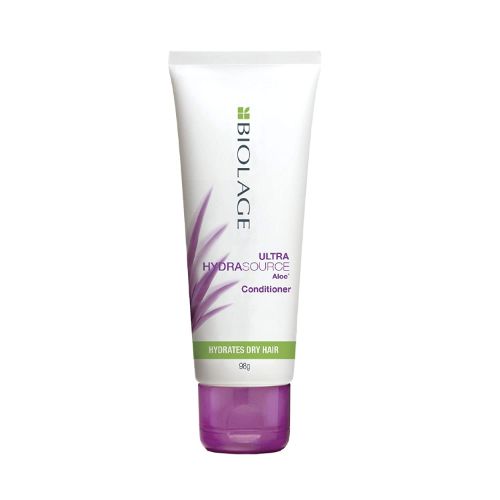 BIOLAGE
ULTRA
HYDRASOURCE
Aloe*
Conditioner
HYDRATES DRY HAIR
98g